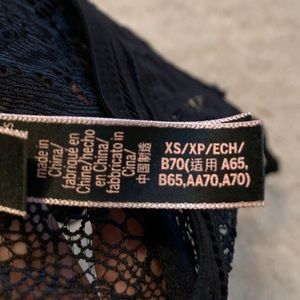 made in
China/
fabriqué en
Chine/hecho
en China/
fabbricato in
Cina/
中国制造
XS/XP/ECH/
B70(适用 A65,
B65,AA70,A70)